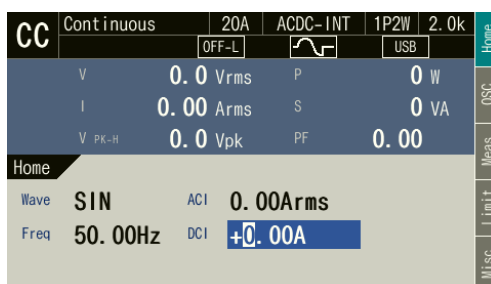 CC Continuous 20A ACDC-INT 1P2W 2.0k
OFF-L USB
V 0.0 Vrms P 0 W
I 0.00 Arms S 0 VA
V PK-H 0.0 Vpk PF 0.00
Home
Wave SIN ACI 0.00Arms
Freq 50.00Hz DCI +0.00A
Home
OSC
Meas
Limit
Misc